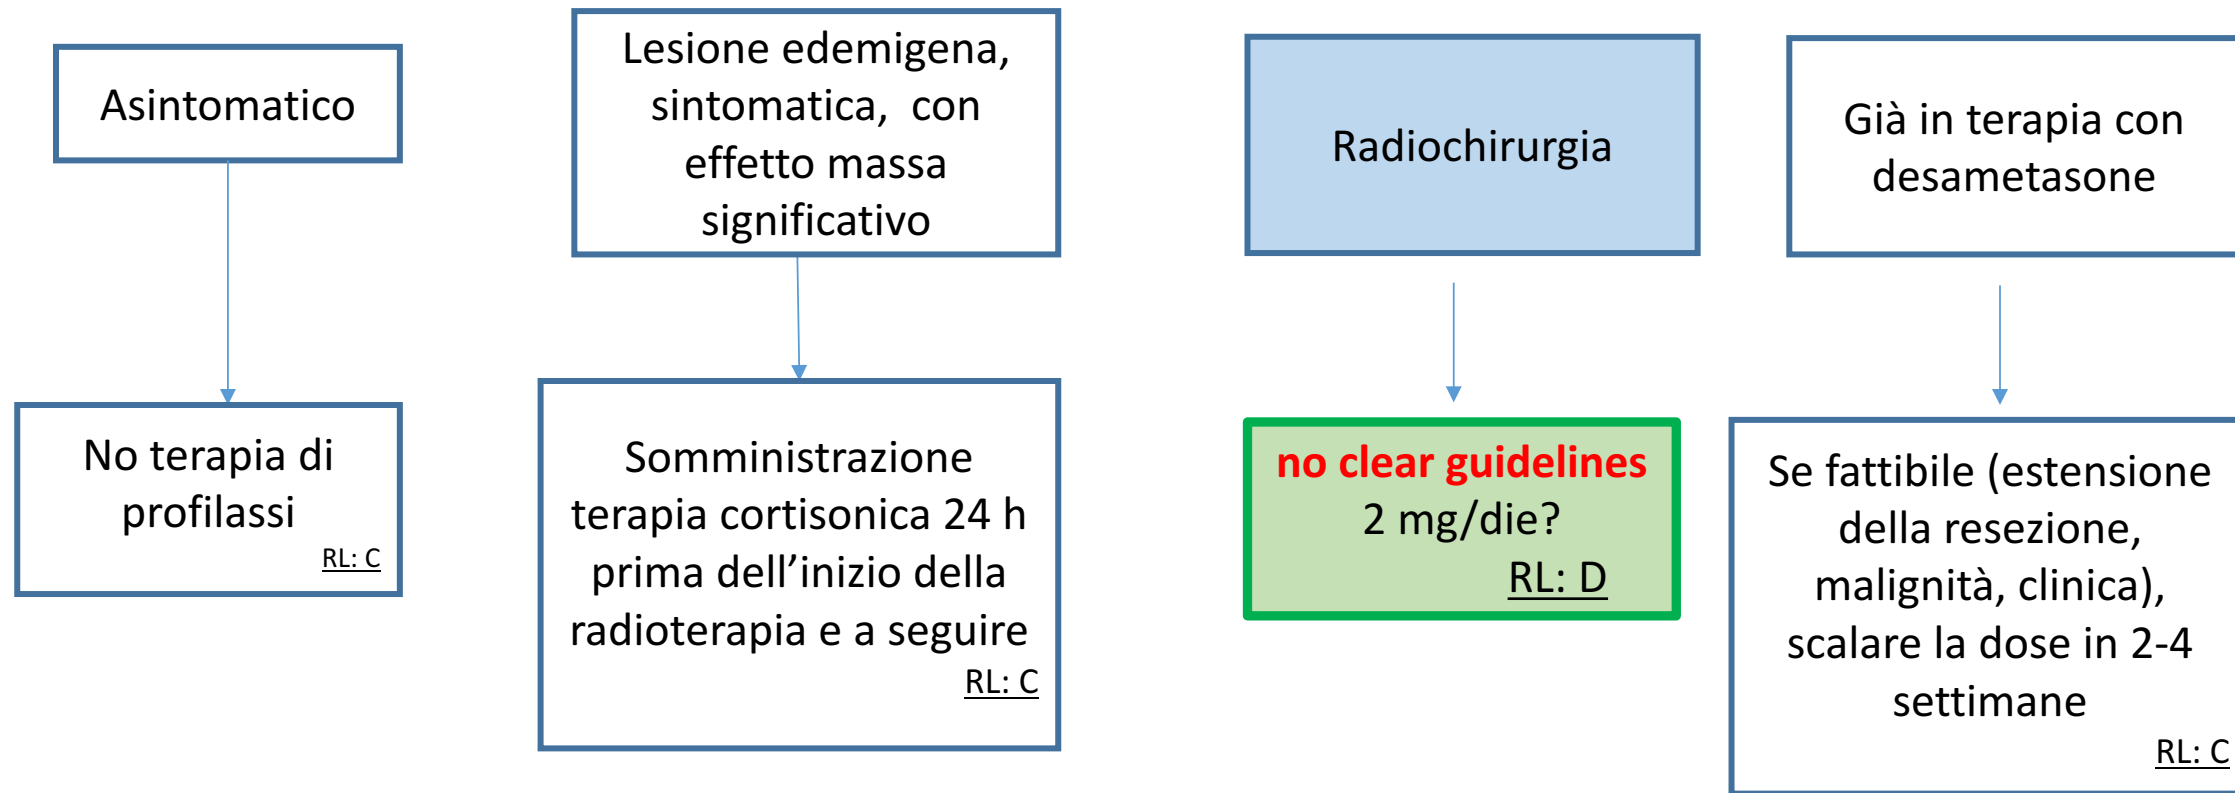 Asintomatico
No terapia di
profilassi
RL: C
Lesione edemigena,
sintomatica, con
effetto massa
significativo
Somministrazione
terapia cortisonica 24 h
prima dell’inizio della
radioterapia e a seguire
RL: C
Radiochirurgia
no clear guidelines
2 mg/die?
RL: D
Già in terapia con
desametasone
Se fattibile (estensione
della resezione,
malignità, clinica),
scalare la dose in 2-4
settimane
RL: C